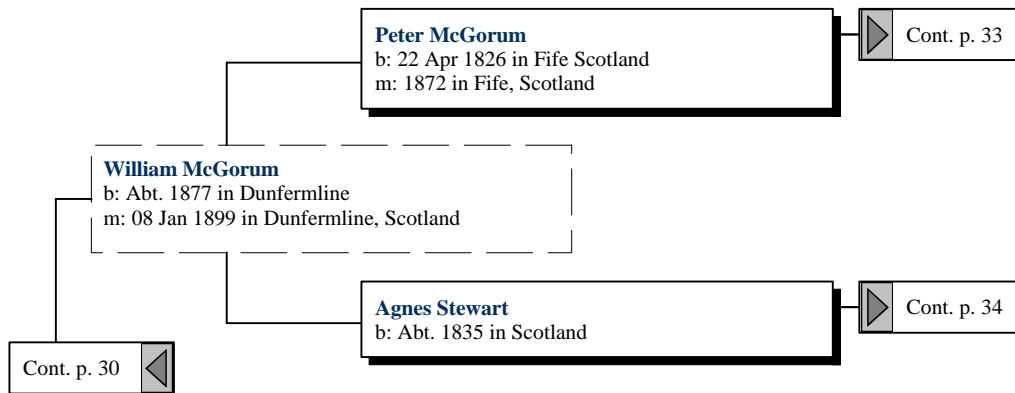 Peter McGorum
b: 22 Apr 1826 in Fife Scotland
m: 1872 in Fife, Scotland
Cont. p. 33
William McGorum
b: Abt. 1877 in Dunfermline
m: 08 Jan 1899 in Dunfermline, Scotland
Agnes Stewart
b: Abt. 1835 in Scotland
Cont. p. 34
Cont. p. 30